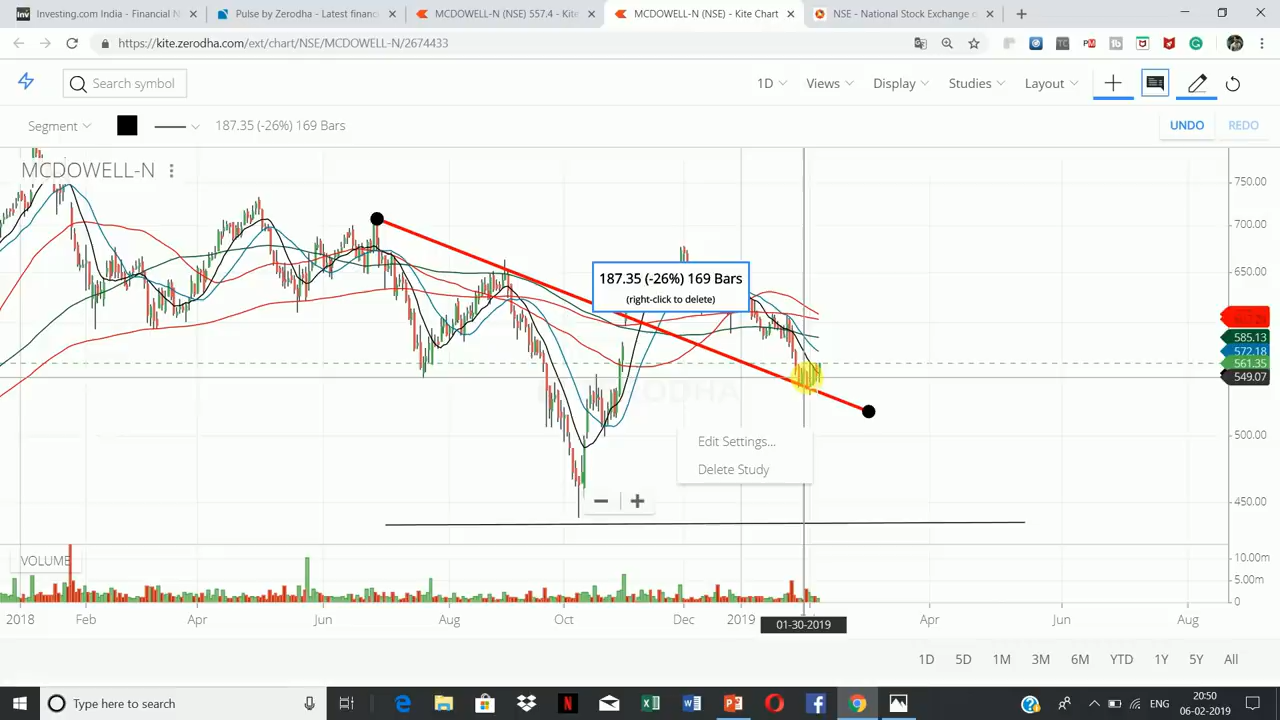 Investing.com India - Financial N
Pulse by Zerodha - Latest financ
MCDOWELL-N (NSE) 557.4 - Kite
MCDOWELL-N (NSE) - Kite Chart
NSE - National Stock Exchange o
https://kite.zerodha.com/ext/chart/NSE/MCDOWELL-N/2674433
Search symbol
1D
Views
Display
Studies
Layout
Segment
187.35 (-26%) 169 Bars
UNDO
REDO
MCDOWELL-N
750.00
700.00
650.00
187.35 (-26%) 169 Bars
(right-click to delete)
585.13
572.18
561.35
549.07
Edit Settings...
Delete Study
500.00
450.00
VOLUME
10.00m
5.00m
0
2018
Feb
Apr
Jun
Aug
Oct
Dec
2019
01-30-2019
Apr
Jun
Aug
1D
5D
1M
3M
6M
YTD
1Y
5Y
All
Type here to search
ENG
20:50
06-02-2019